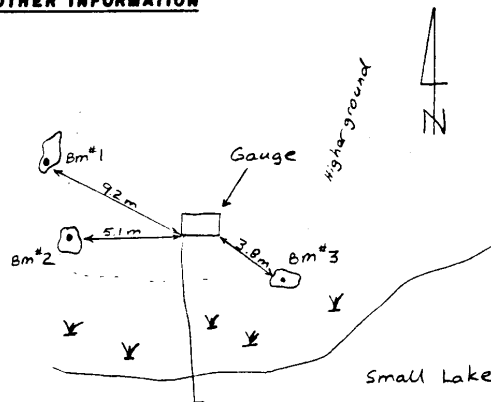 OTHER INFORMATION
Higher ground
N
Bm#1
Gauge
9.2m
5.1m
3.8m
Bm#2
Bm#3
Small Lake